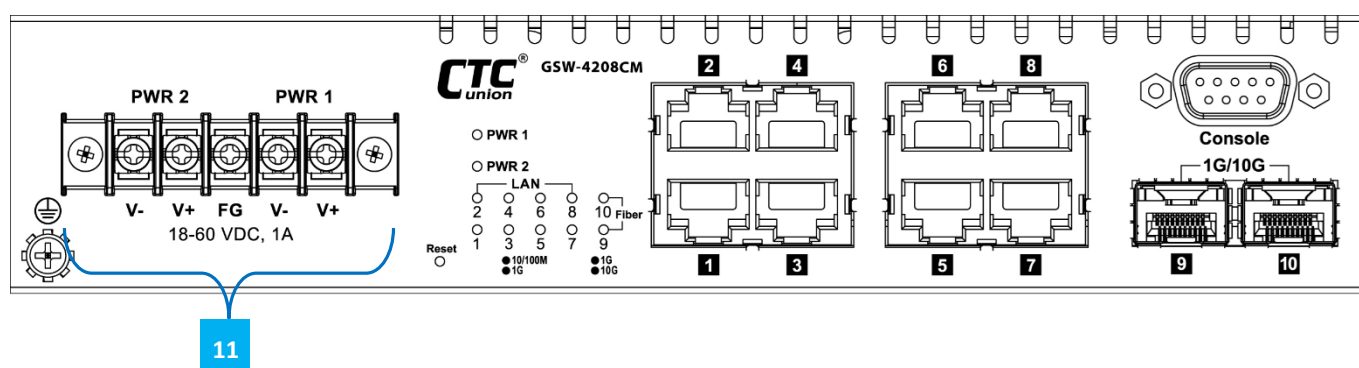 CTC union ® GSW-4208CM
PWR 2 PWR 1
V- V+ FG V- V+
18-60 VDC, 1A
11
PWR 1
PWR 2
LAN
2 4 6 8 10 Fiber
1 3 5 7 9
Reset
10/100M 1G
1G 10G
2 4 6 8
1 3 5 7
Console
1G/10G
9 10